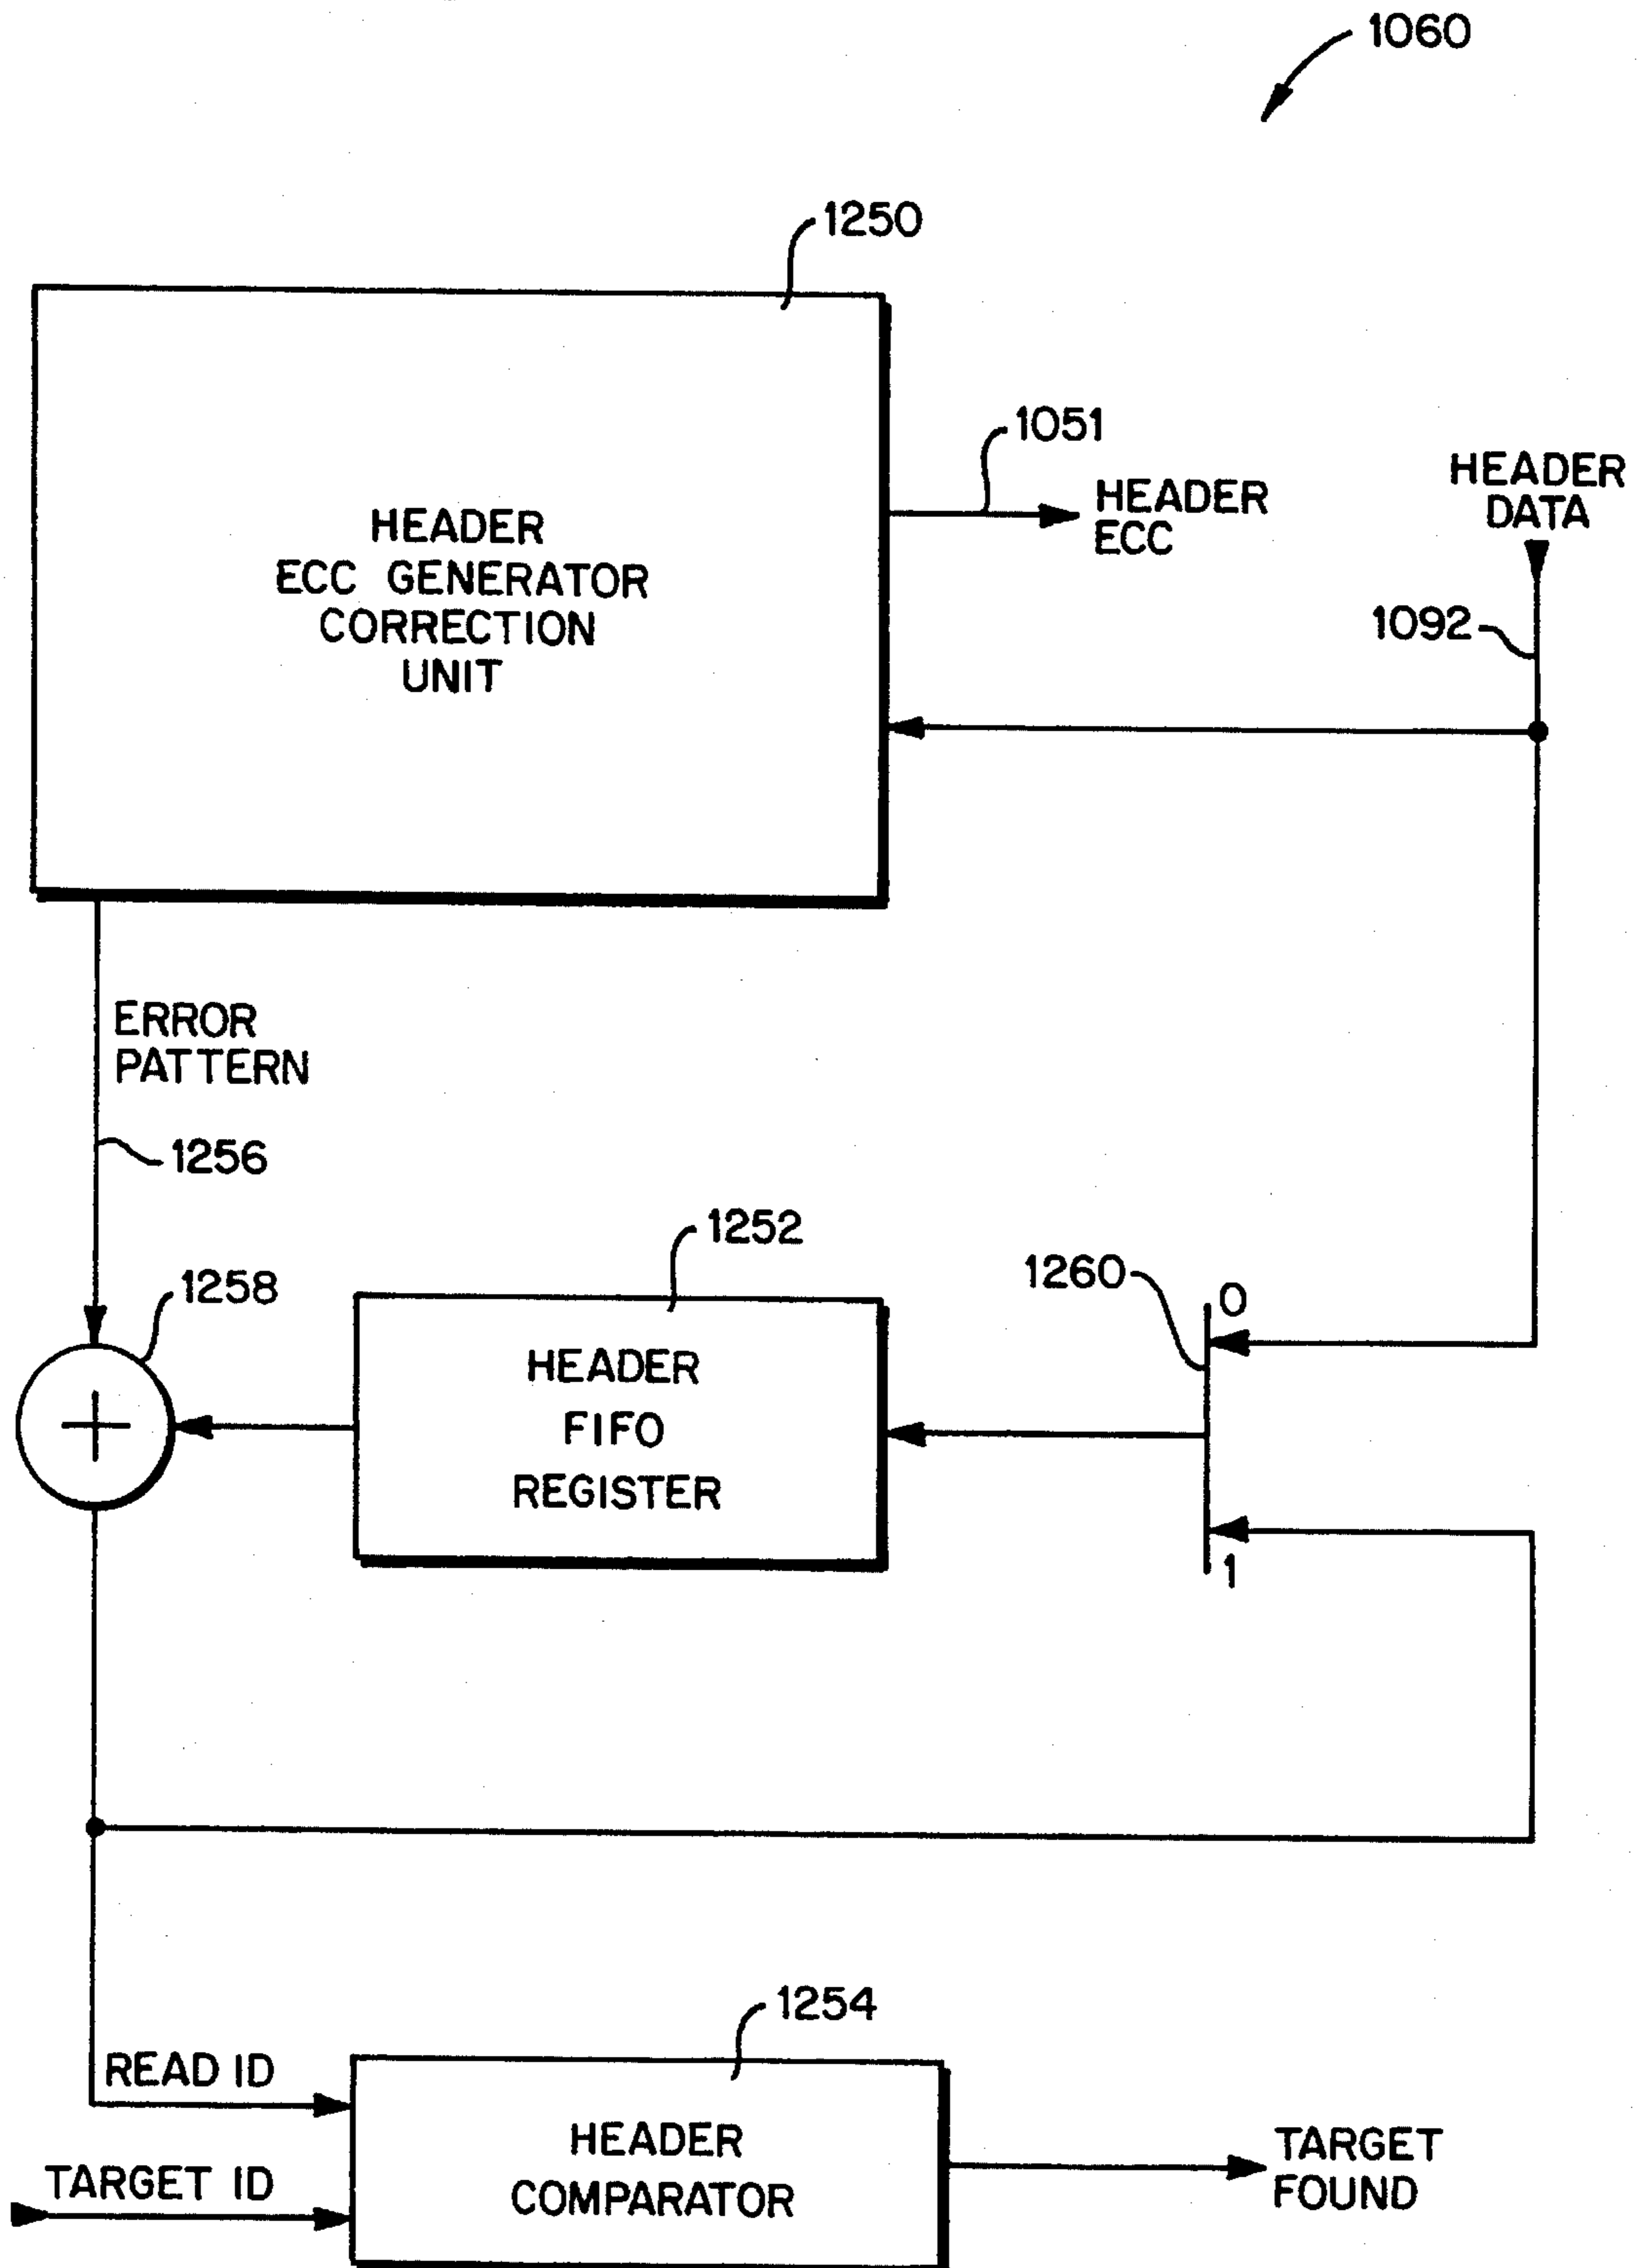 1060
1250
HEADER
ECC GENERATOR
CORRECTION
UNIT
1051
HEADER
ECC
HEADER
DATA
1092
ERROR
PATTERN
1256
1258
1252
HEADER
FIFO
REGISTER
1260
0
1
1254
READ ID
TARGET ID
HEADER
COMPARATOR
TARGET
FOUND